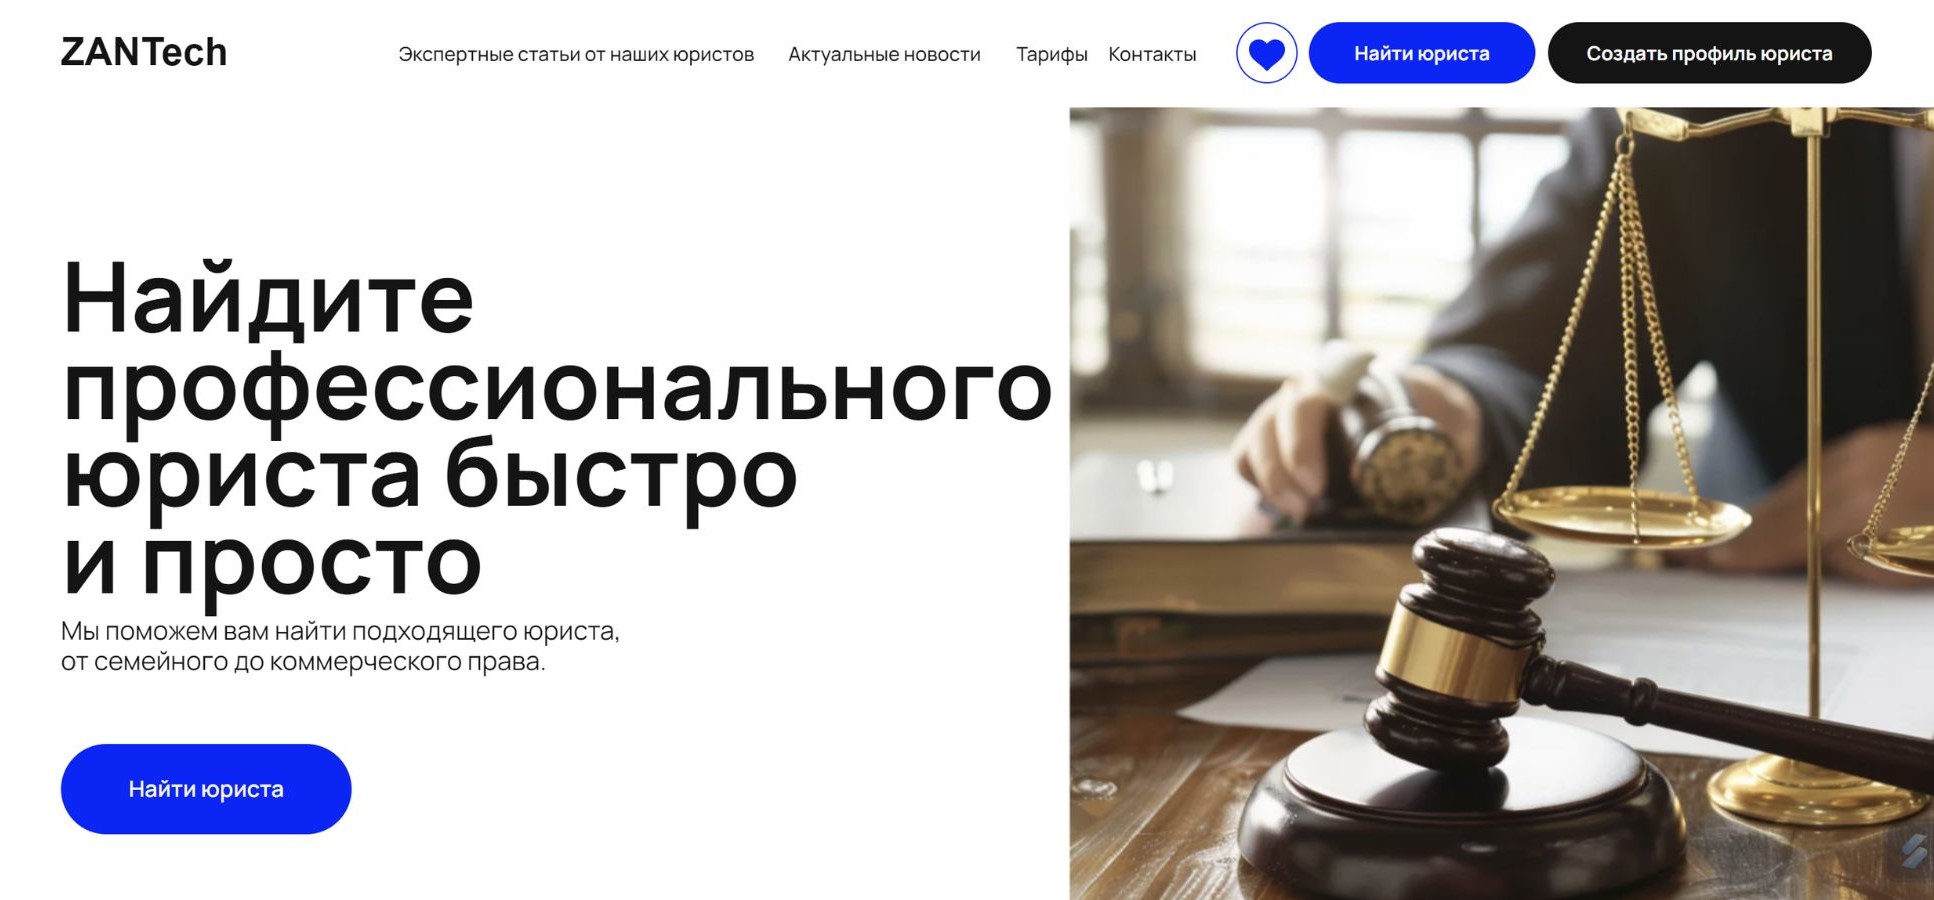 ZANTech
Экспертные статьи от наших юристов
Актуальные новости
Тарифы
Контакты
Найти юриста
Создать профиль юриста
Найдите
профессионального
юриста быстро
и просто
Мы поможем вам найти подходящего юриста,
от семейного до коммерческого права.
Найти юриста